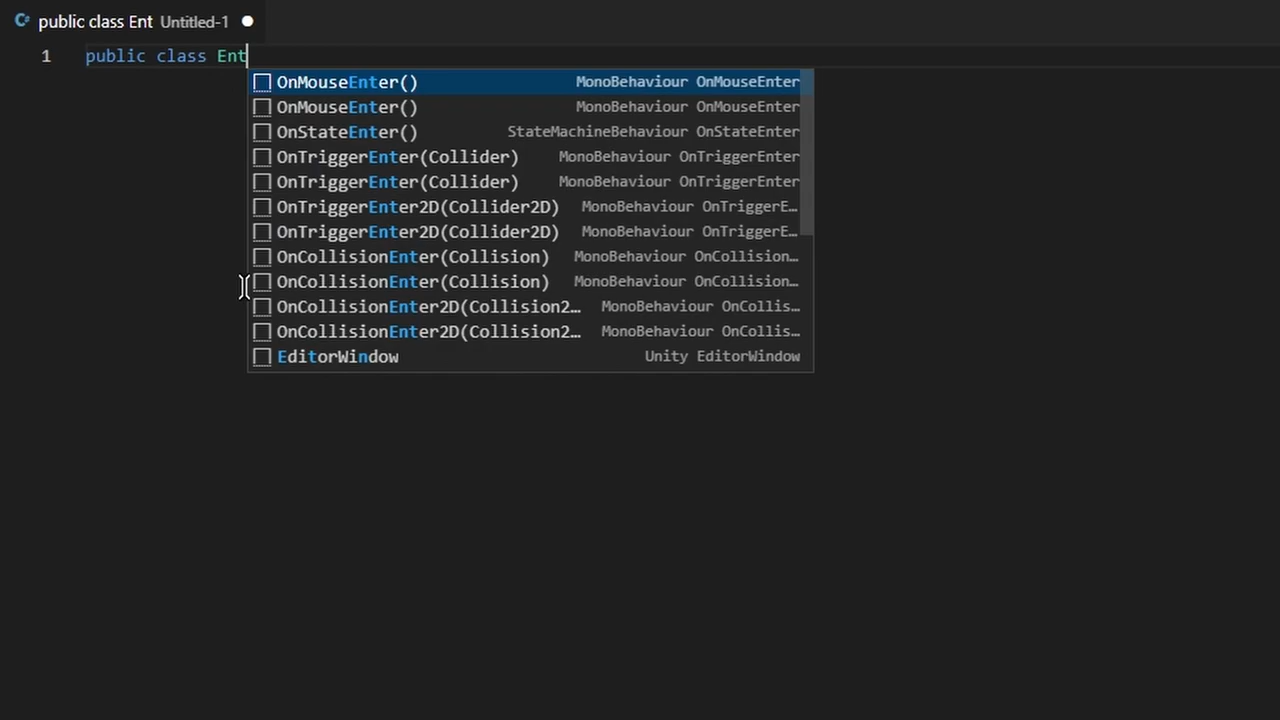 C# public class Ent Untitled-1
1 public class Ent
OnMouseEnter() MonoBehaviour OnMouseEnter
OnMouseEnter() MonoBehaviour OnMouseEnter
OnStateEnter() StateMachineBehaviour OnStateEnter
OnTriggerEnter(Collider) MonoBehaviour OnTriggerEnter
OnTriggerEnter(Collider) MonoBehaviour OnTriggerEnter
OnTriggerEnter2D(Collider2D) MonoBehaviour OnTriggerE…
OnTriggerEnter2D(Collider2D) MonoBehaviour OnTriggerE…
OnCollisionEnter(Collision) MonoBehaviour OnCollision…
OnCollisionEnter(Collision) MonoBehaviour OnCollision…
OnCollisionEnter2D(Collision2… MonoBehaviour OnCollis…
OnCollisionEnter2D(Collision2… MonoBehaviour OnCollis…
EditorWindow Unity EditorWindow